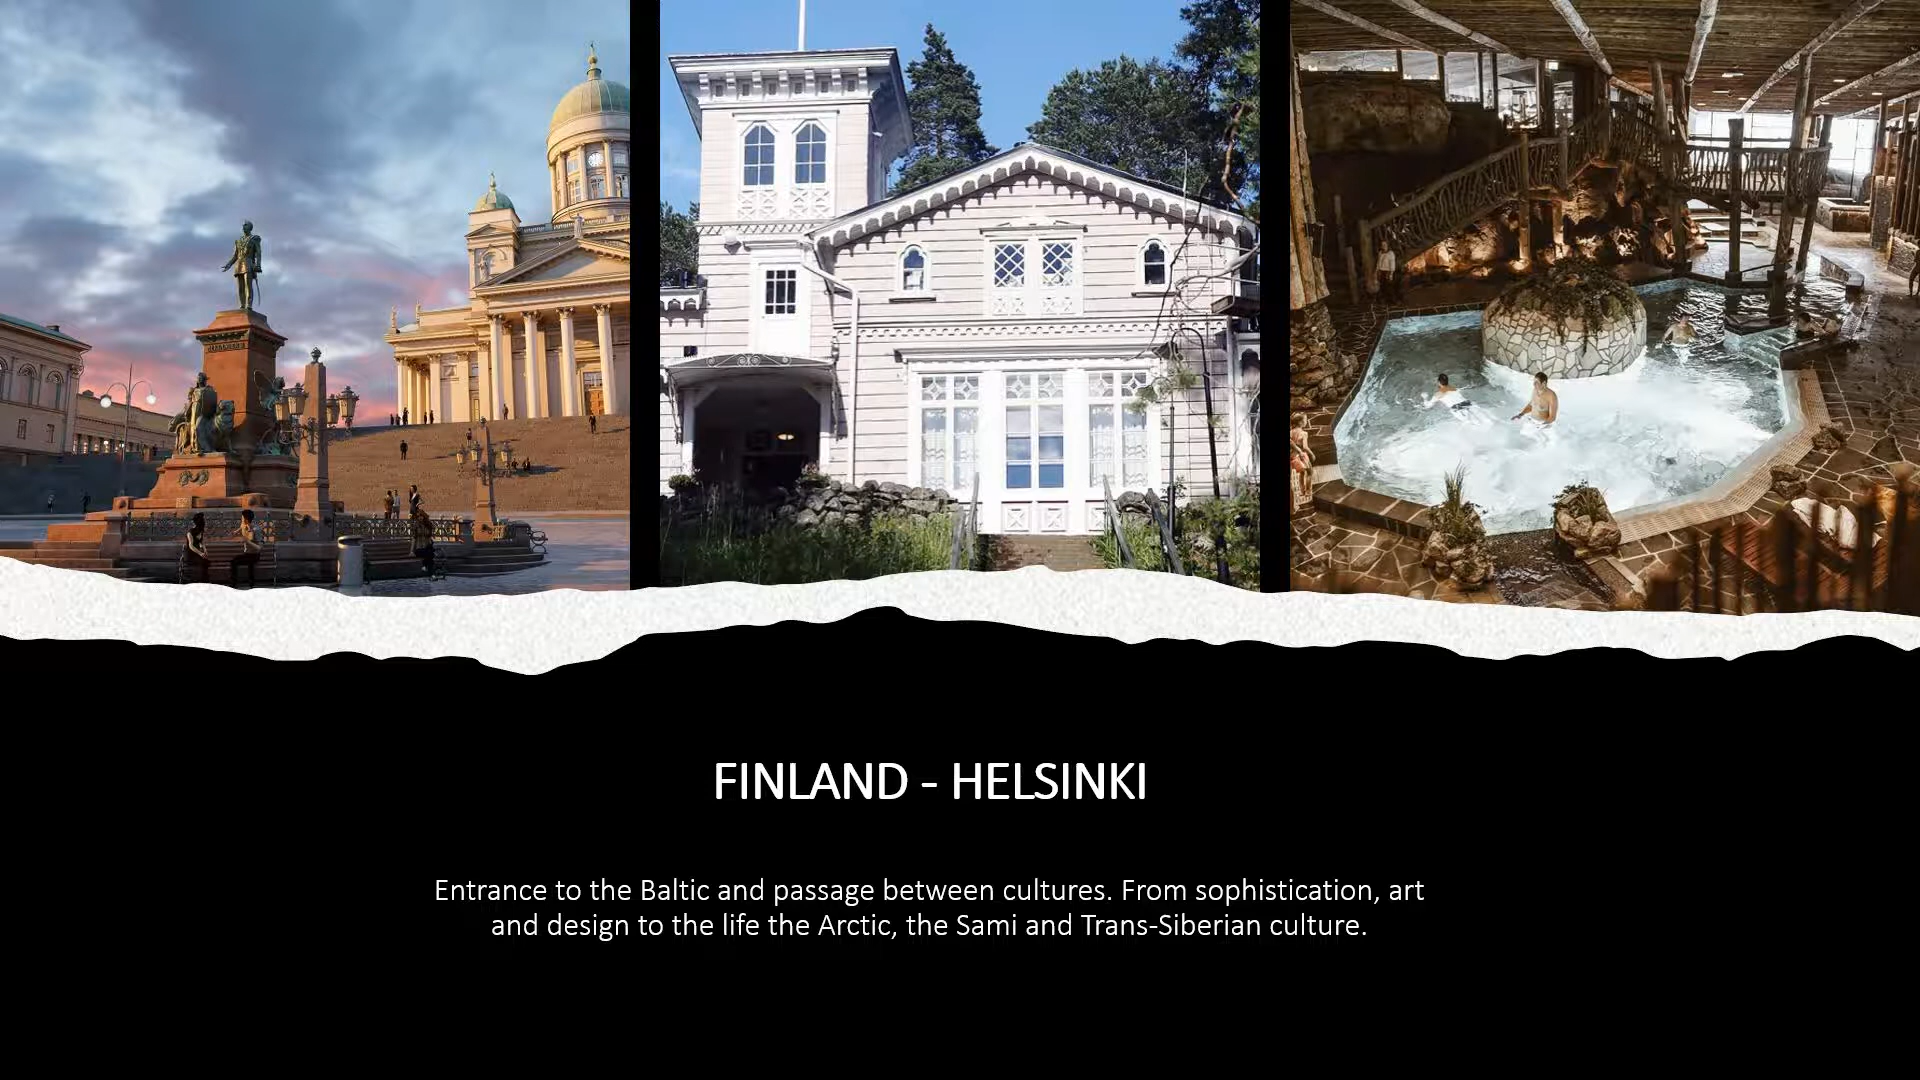 FINLAND - HELSINKI
Entrance to the Baltic and passage between cultures. From sophistication, art
and design to the life the Arctic, the Sami and Trans-Siberian culture.